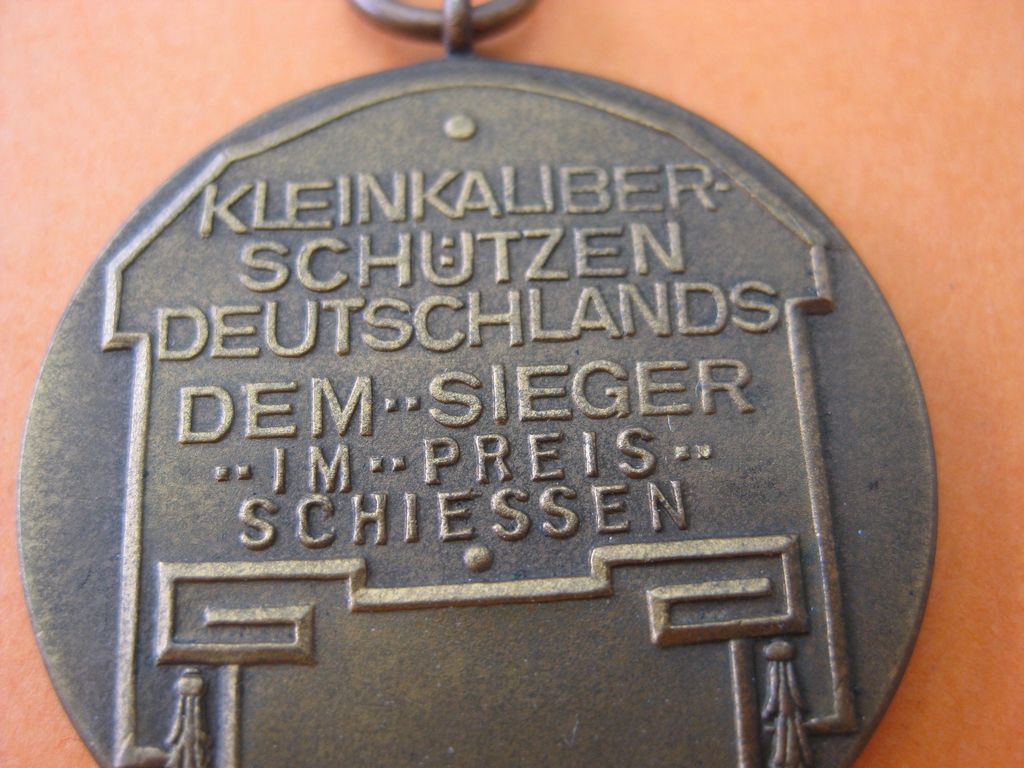 KLEINKALIBER-
SCHÜTZEN
DEUTSCHLANDS
DEM··SIEGER
··IM··PREIS··
SCHIESSEN